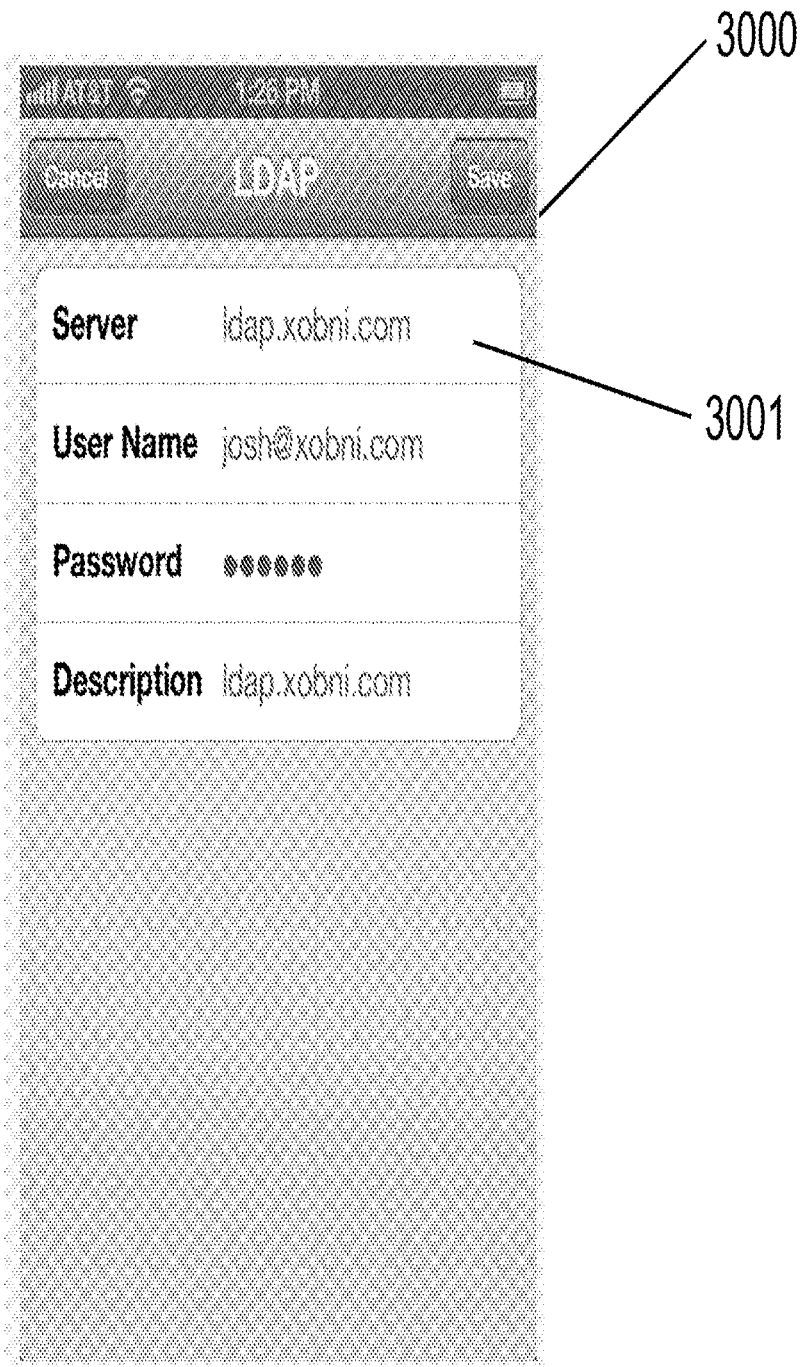 3000
AT&T 1:26 PM
Cancel LDAP Save
Server ldap.xobni.com
3001
User Name josh@xobni.com
Password ●●●●●●
Description ldap.xobni.com